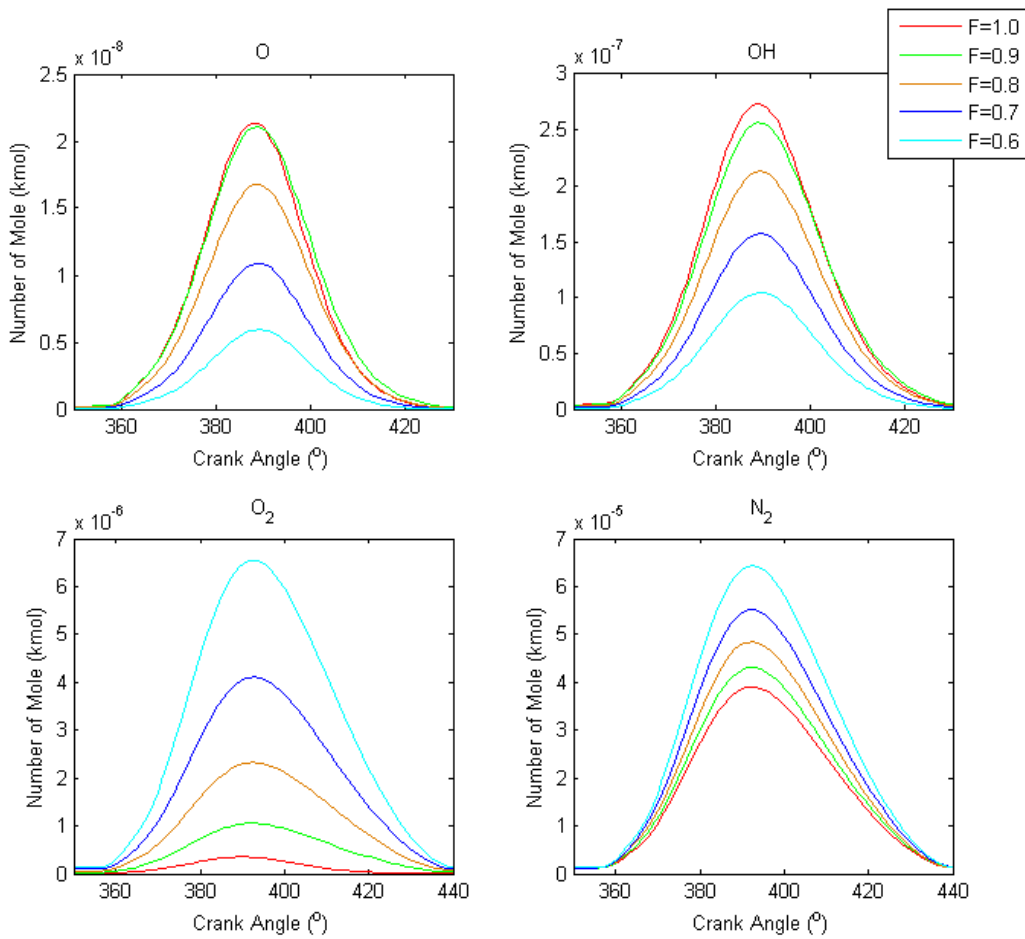 F=1.0
F=0.9
F=0.8
F=0.7
F=0.6
x 10⁻⁸
O
2.5
2
1.5
1
0.5
0
360
380
400
420
Number of Mole (kmol)
Crank Angle (⁰)
x 10⁻⁷
OH
3
2.5
2
1.5
1
0.5
0
360
380
400
420
Number of Mole (kmol)
Crank Angle (⁰)
x 10⁻⁶
O₂
7
6
5
4
3
2
1
0
360
380
400
420
440
Number of Mole (kmol)
Crank Angle (⁰)
x 10⁻⁵
N₂
7
6
5
4
3
2
1
0
360
380
400
420
440
Number of Mole (kmol)
Crank Angle (⁰)